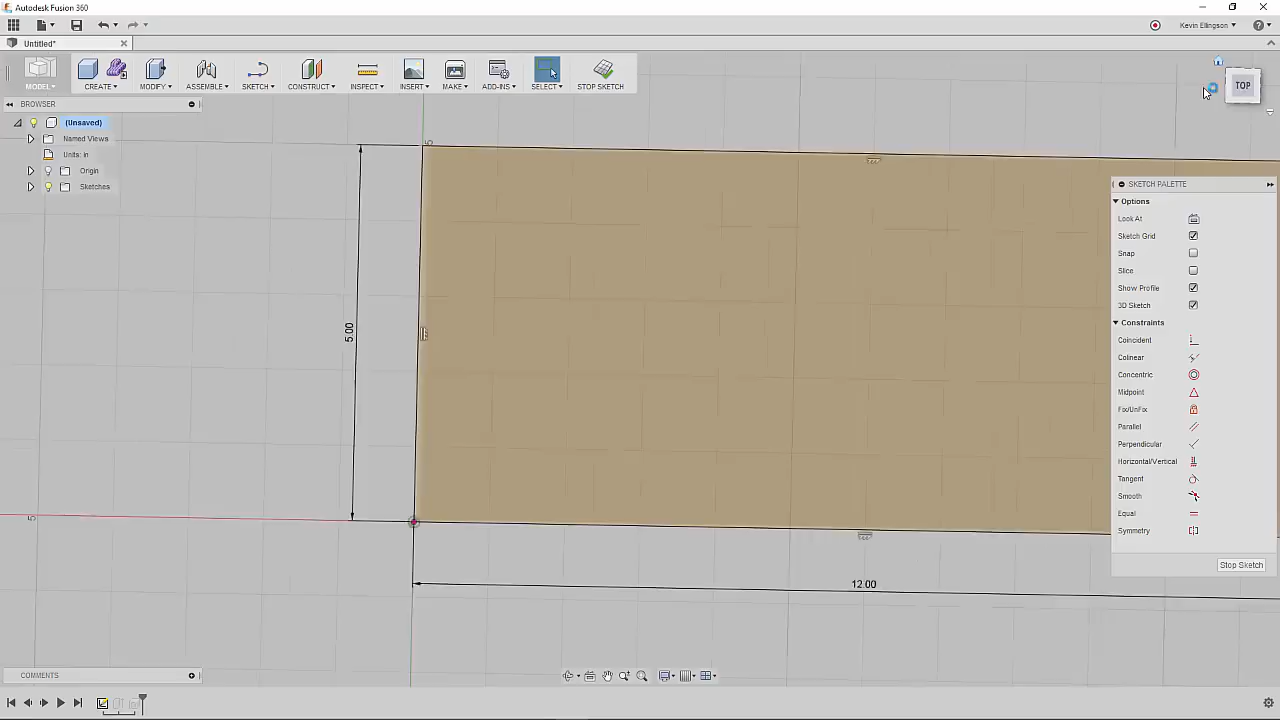 Autodesk Fusion 360
Kevin Ellingson
Untitled*
MODEL
CREATE
MODIFY
ASSEMBLE
SKETCH
CONSTRUCT
INSPECT
INSERT
MAKE
ADD-INS
SELECT
STOP SKETCH
TOP
BROWSER
(Unsaved)
Named Views
Units: in
Origin
Sketches
5
5.00
5
12.00
SKETCH PALETTE
Options
Look At
Sketch Grid
Snap
Slice
Show Profile
3D Sketch
Constraints
Coincident
Colinear
Concentric
Midpoint
Fix/UnFix
Parallel
Perpendicular
Horizontal/Vertical
Tangent
Smooth
Equal
Symmetry
Stop Sketch
COMMENTS